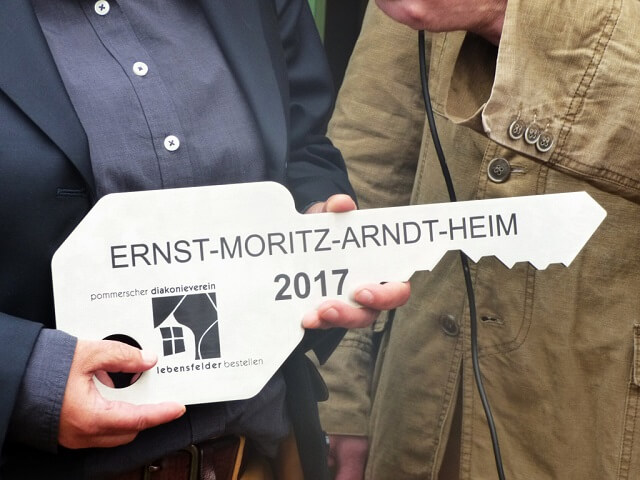 ERNST-MORITZ-ARNDT-HEIM
2017
pommerscher diakonieverein
lebensfelder bestellen